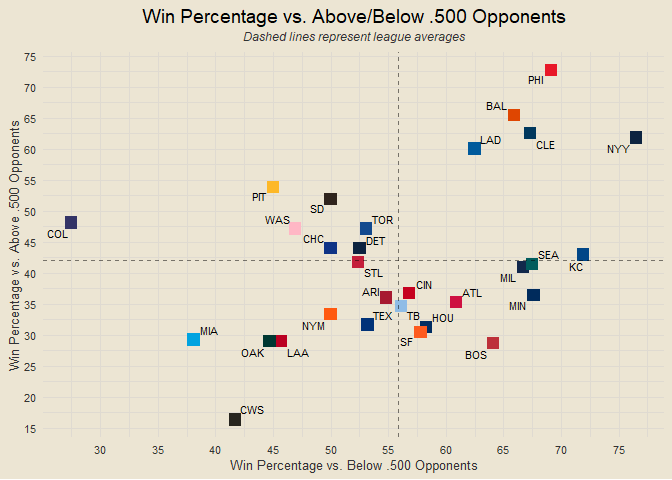 Win Percentage vs. Above/Below .500 Opponents
Dashed lines represent league averages
Win Percentage vs. Above .500 Opponents
75
70
65
60
55
50
45
40
35
30
25
20
15
PHI
BAL
LAD
CLE
NYY
PIT
SD
COL
WAS
TOR
CHC
DET
STL
SEA
KC
MIL
MIN
ARI
CIN
ATL
TB
HOU
TEX
NYM
SF
BOS
MIA
OAK
LAA
CWS
30
35
40
45
50
55
60
65
70
75
Win Percentage vs. Below .500 Opponents